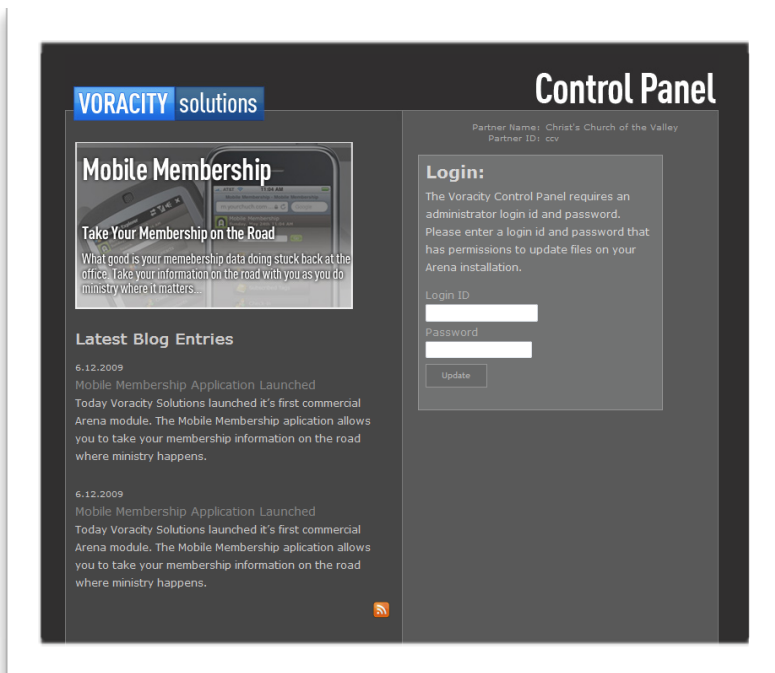 VORACITY solutions
Control Panel
Partner Name: Christ's Church of the Valley
Partner ID: ccv
Mobile Membership
Take Your Membership on the Road
What good is your memebership data doing stuck back at the
office. Take your information on the road with you as you do
ministry where it matters...
Latest Blog Entries
6.12.2009
Mobile Membership Application Launched
Today Voracity Solutions launched it's first commercial
Arena module. The Mobile Membership aplication allows
you to take your membership information on the road
where ministry happens.
6.12.2009
Mobile Membership Application Launched
Today Voracity Solutions launched it's first commercial
Arena module. The Mobile Membership aplication allows
you to take your membership information on the road
where ministry happens.
Login:
The Voracity Control Panel requires an
administrator login id and password.
Please enter a login id and password that
has permissions to update files on your
Arena installation.
Login ID
Password
Update